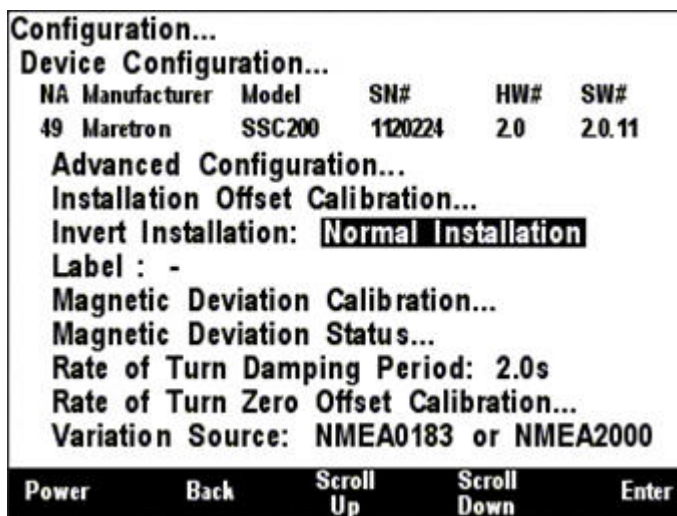 Configuration...
Device Configuration...
NA Manufacturer Model SN# HW# SW#
49 Maretron SSC200 1120224 2.0 2.0.11
Advanced Configuration...
Installation Offset Calibration...
Invert Installation: Normal Installation
Label : -
Magnetic Deviation Calibration...
Magnetic Deviation Status...
Rate of Turn Damping Period: 2.0s
Rate of Turn Zero Offset Calibration...
Variation Source: NMEA0183 or NMEA2000
Power Back Scroll Up Scroll Down Enter